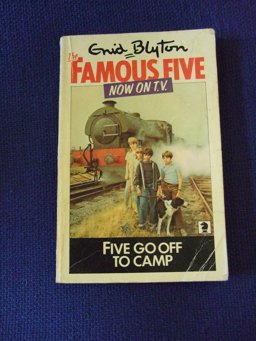 Enid Blyton
The
FAMOUS FIVE
NOW ON T.V.
FIVE GO OFF
TO CAMP